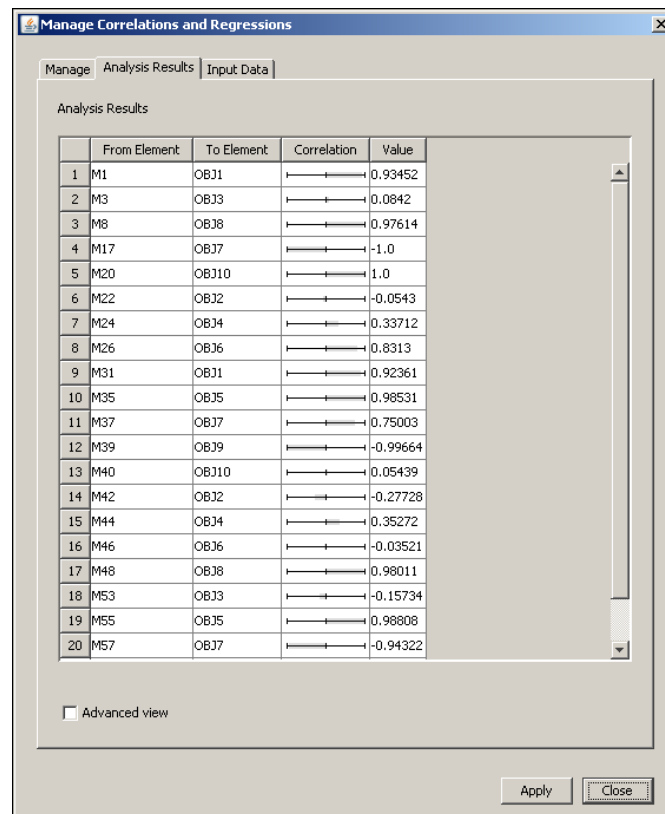 Manage Correlations and Regressions
Manage Analysis Results Input Data
Analysis Results
From Element To Element Correlation Value
1 M1 OBJ1 0.93452
2 M3 OBJ3 0.0842
3 M8 OBJ8 0.97614
4 M17 OBJ7 -1.0
5 M20 OBJ10 1.0
6 M22 OBJ2 -0.0543
7 M24 OBJ4 0.33712
8 M26 OBJ6 0.8313
9 M31 OBJ1 0.92361
10 M35 OBJ5 0.98531
11 M37 OBJ7 0.75003
12 M39 OBJ9 -0.99664
13 M40 OBJ10 0.05439
14 M42 OBJ2 -0.27728
15 M44 OBJ4 0.35272
16 M46 OBJ6 -0.03521
17 M48 OBJ8 0.98011
18 M53 OBJ3 -0.15734
19 M55 OBJ5 0.98808
20 M57 OBJ7 -0.94322
Advanced view
Apply Close